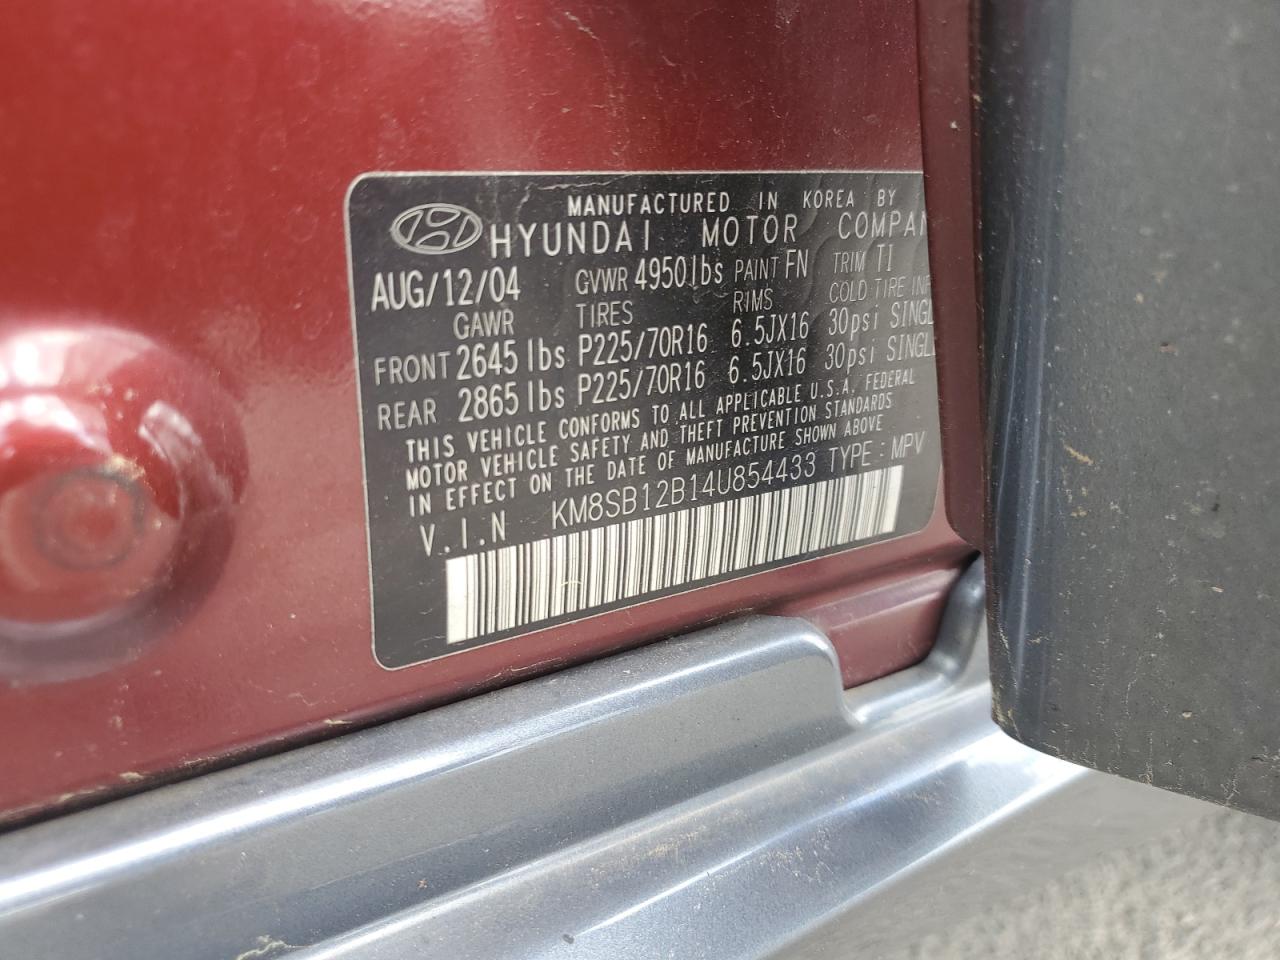 MANUFACTURED IN KOREA BY
HYUNDAI MOTOR COMPAN
AUG/12/04 GVWR 4950lbs PAINT FN TRIM TI
GAWR TIRES RIMS COLD TIRE INF
FRONT 2645 lbs P225/70R16 6.5JX16 30psi SINGL
REAR 2865 lbs P225/70R16 6.5JX16 30psi SINGL
THIS VEHICLE CONFORMS TO ALL APPLICABLE U.S.A. FEDERAL
MOTOR VEHICLE SAFETY AND THEFT PREVENTION STANDARDS
IN EFFECT ON THE DATE OF MANUFACTURE SHOWN ABOVE
V.I.N KM8SB12B14U854433 TYPE : MPV